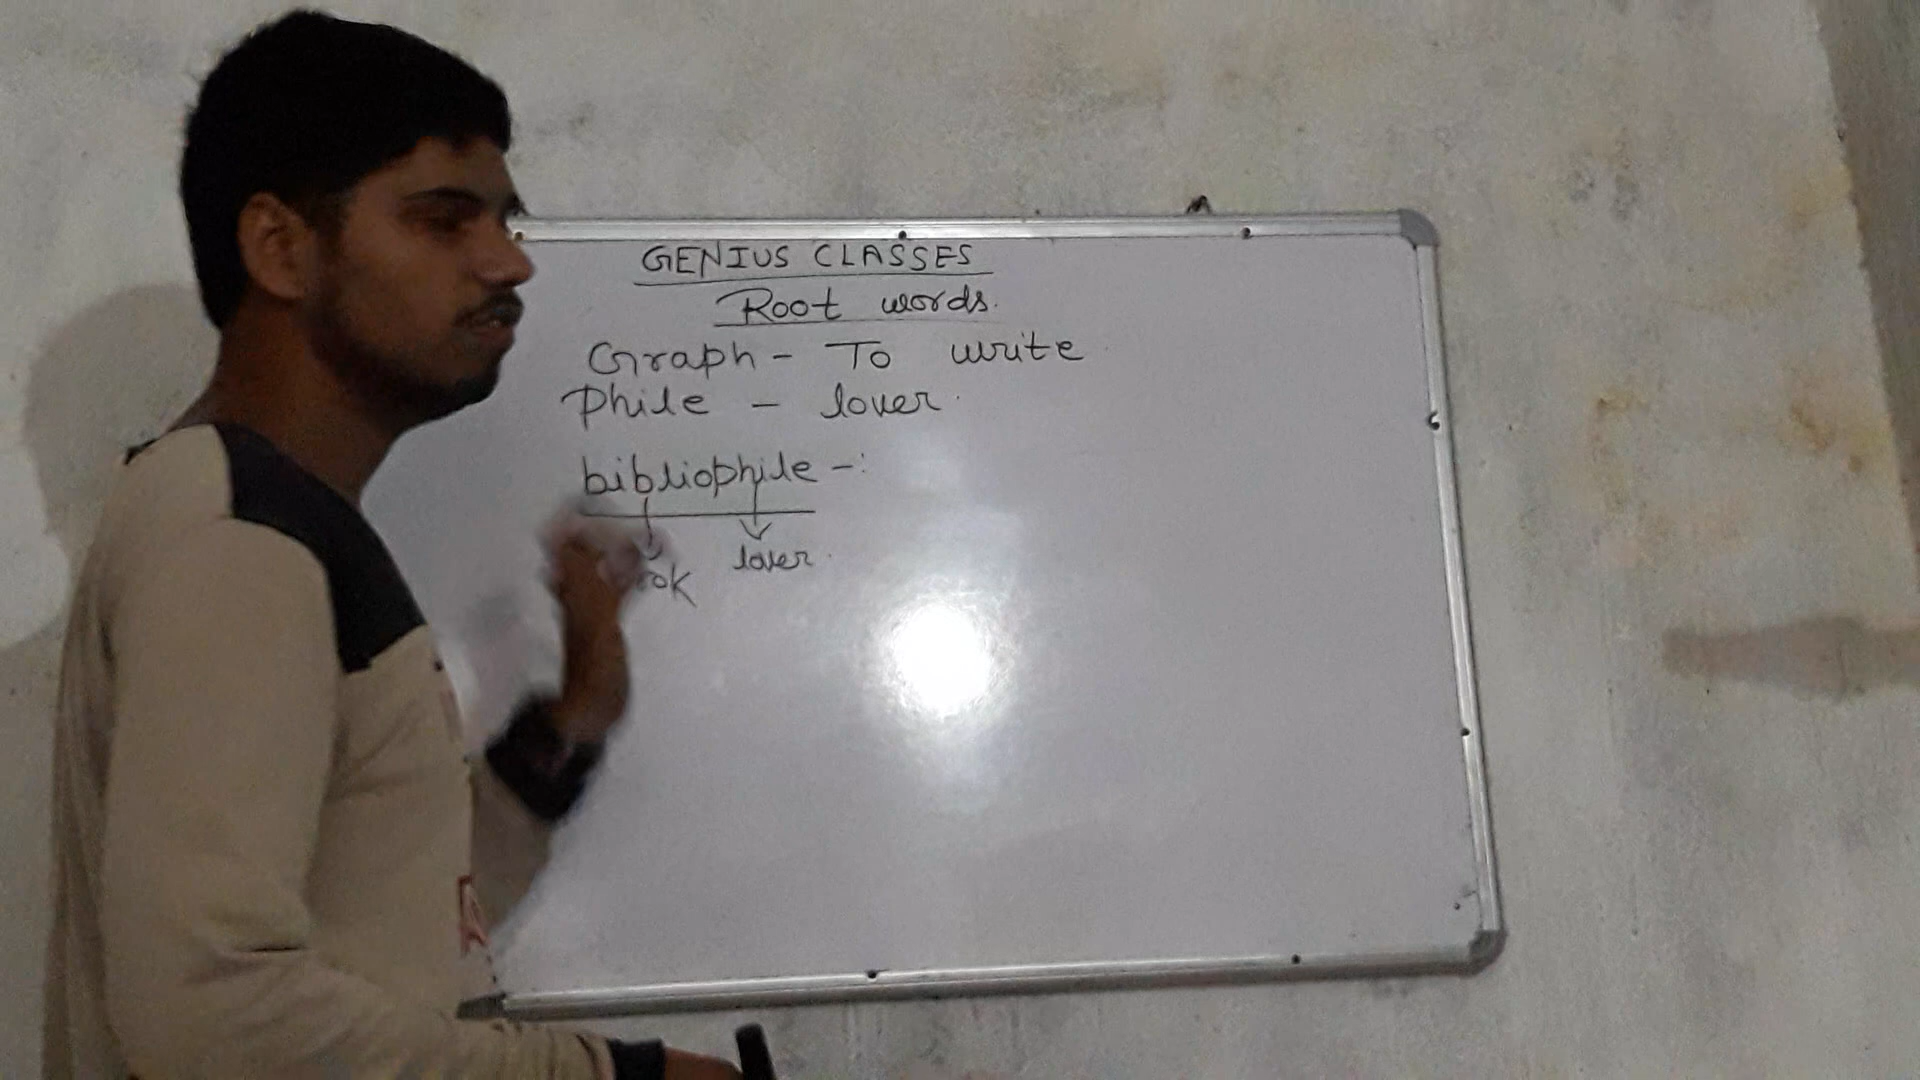 GENIUS CLASSES
Root words.
Graph - To write
Phile - lover.
bibliophile -:
lover.